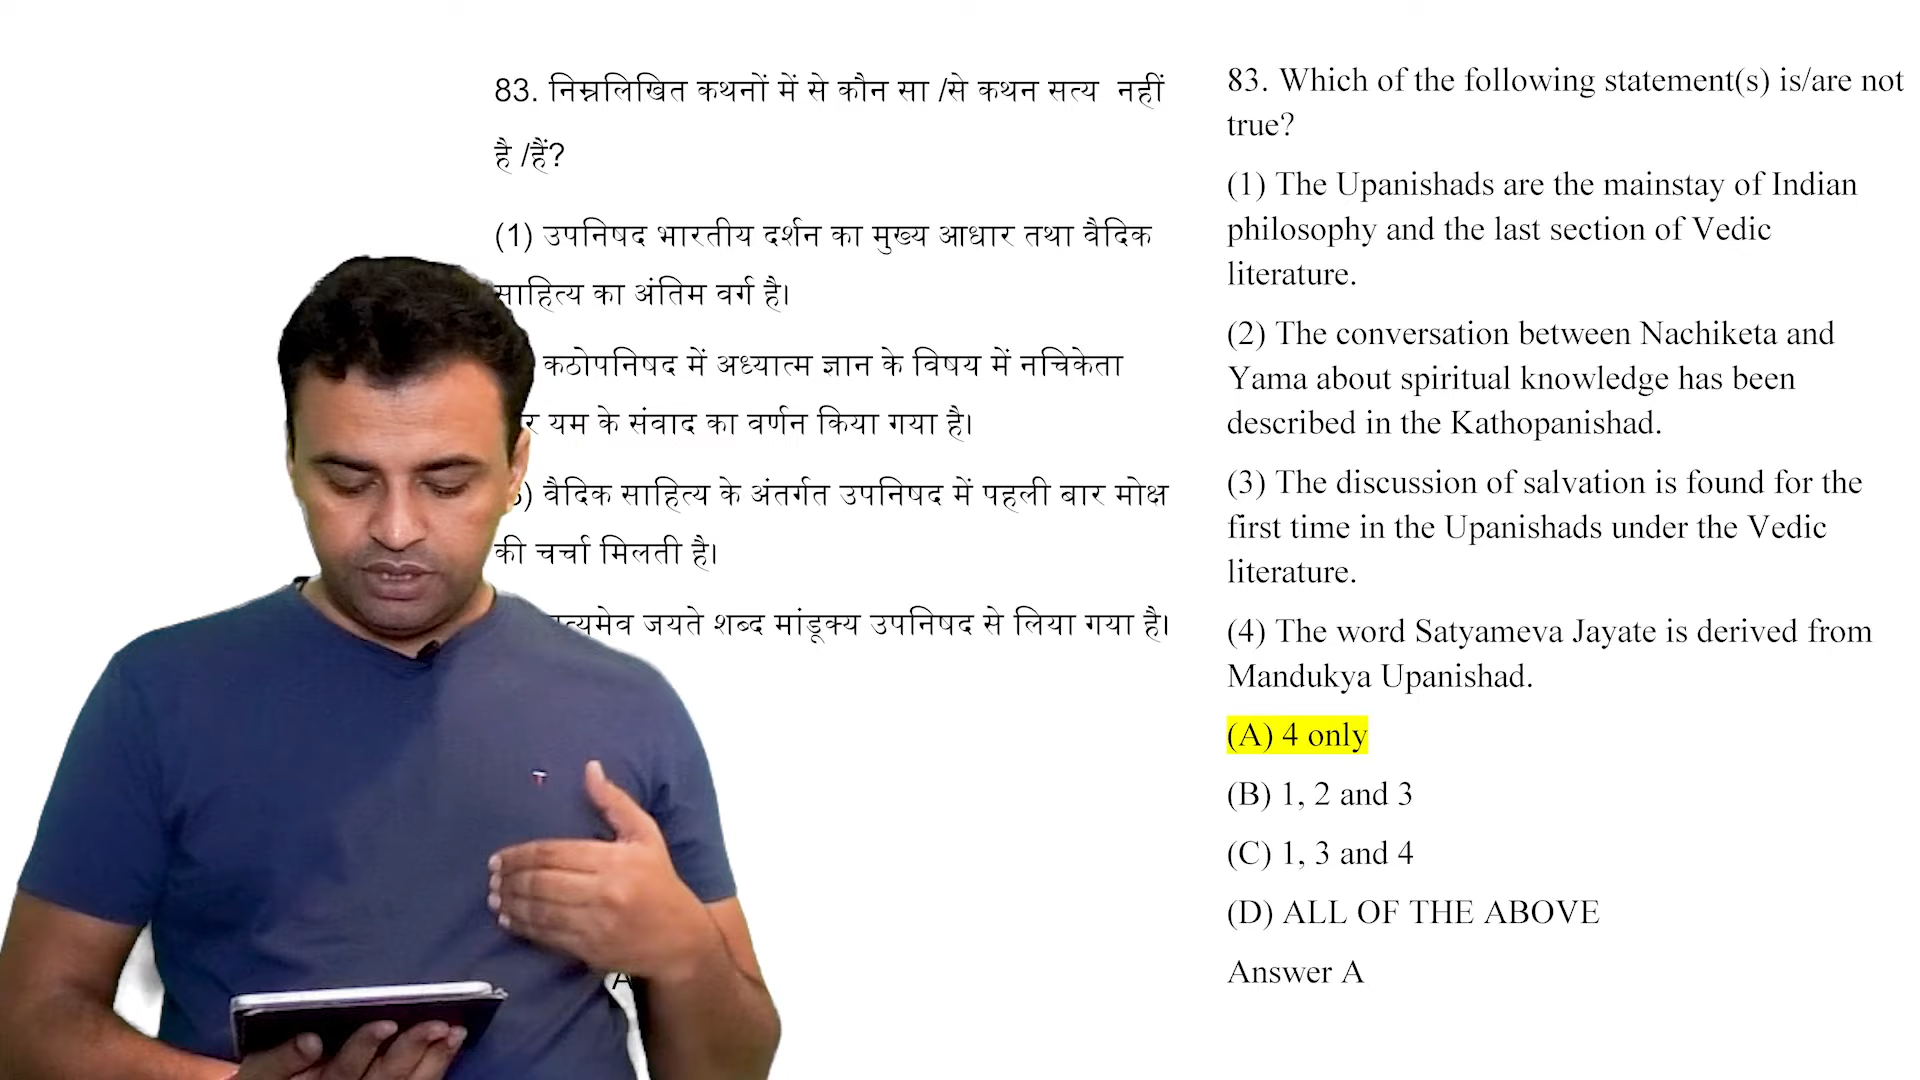 83. निम्नलिखित कथनों में से कौन सा /से कथन सत्य नहीं
है /हैं?
(1) उपनिषद भारतीय दर्शन का मुख्य आधार तथा वैदिक
साहित्य का अंतिम वर्ग है।
कठोपनिषद में अध्यात्म ज्ञान के विषय में नचिकेता
यम के संवाद का वर्णन किया गया है।
वैदिक साहित्य के अंतर्गत उपनिषद में पहली बार मोक्ष
की चर्चा मिलती है।
जयते शब्द मांडूक्य उपनिषद से लिया गया है।
83. Which of the following statement(s) is/are not
true?
(1) The Upanishads are the mainstay of Indian
philosophy and the last section of Vedic
literature.
(2) The conversation between Nachiketa and
Yama about spiritual knowledge has been
described in the Kathopanishad.
(3) The discussion of salvation is found for the
first time in the Upanishads under the Vedic
literature.
(4) The word Satyameva Jayate is derived from
Mandukya Upanishad.
(A) 4 only
(B) 1, 2 and 3
(C) 1, 3 and 4
(D) ALL OF THE ABOVE
Answer A